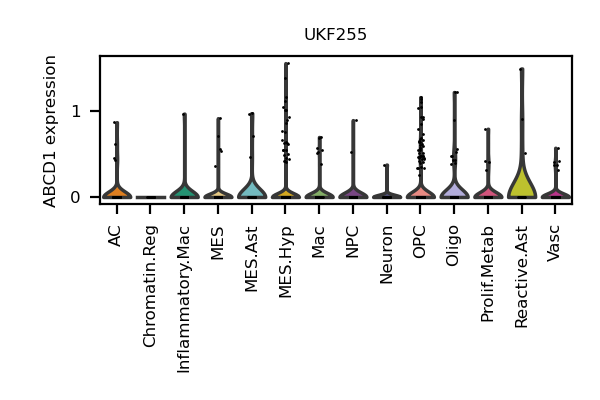 UKF255
ABCD1 expression
1
0
AC
Chromatin.Reg
Inflammatory.Mac
MES
MES.Ast
MES.Hyp
Mac
NPC
Neuron
OPC
Oligo
Prolif.Metab
Reactive.Ast
Vasc